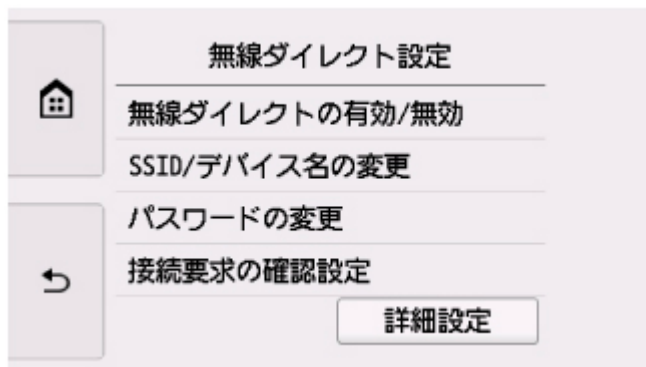 無線ダイレクト設定
無線ダイレクトの有効/無効
SSID/デバイス名の変更
パスワードの変更
接続要求の確認設定
詳細設定